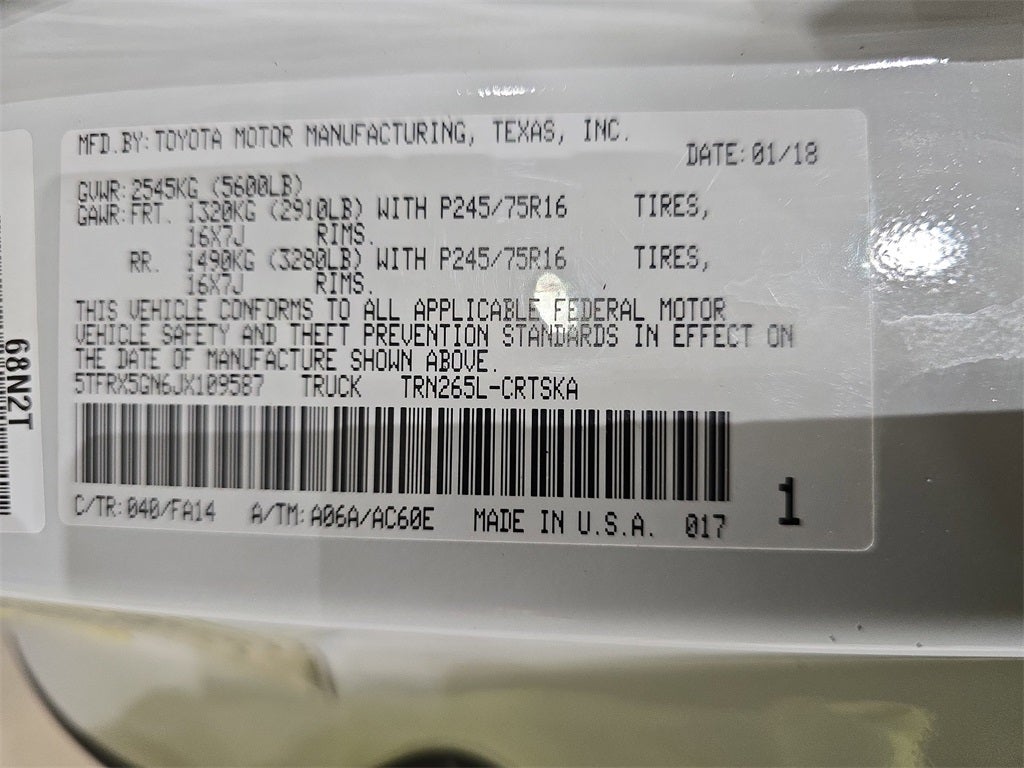 MFD.BY:TOYOTA MOTOR MANUFACTURING, TEXAS, INC.
DATE:01/18
GVWR:2545KG (5600LB)
GAWR:FRT. 1320KG (2910LB) WITH P245/75R16 TIRES,
16X7J RIMS.
RR. 1490KG (3280LB) WITH P245/75R16 TIRES,
16X7J RIMS.
THIS VEHICLE CONFORMS TO ALL APPLICABLE FEDERAL MOTOR
VEHICLE SAFETY AND THEFT PREVENTION STANDARDS IN EFFECT ON
THE DATE OF MANUFACTURE SHOWN ABOVE.
5TFRX5GN6JX109587 TRUCK TRN265L-CRTSKA
C/TR:040/FA14 A/TM:A06A/AC60E MADE IN U.S.A. 017
1
68N2T